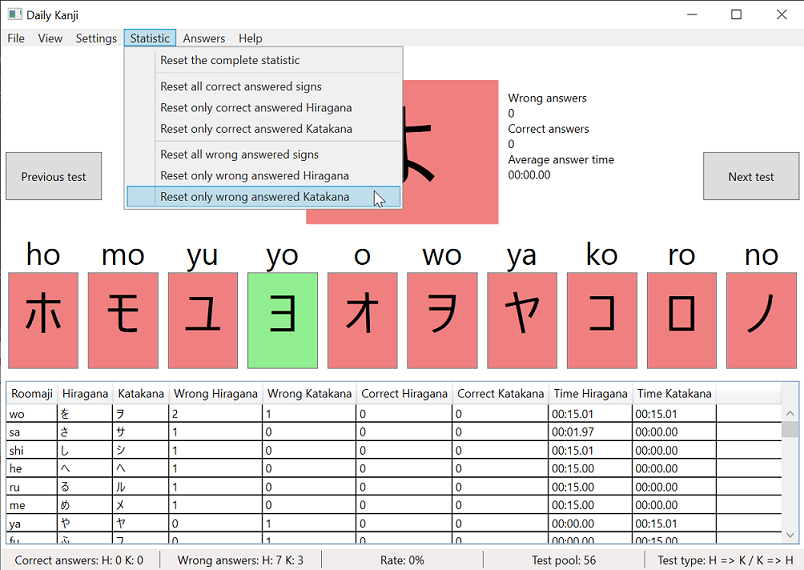 Daily Kanji
File View Settings Statistic Answers Help
Reset the complete statistic
Reset all correct answered signs
Reset only correct answered Hiragana
Reset only correct answered Katakana
Reset all wrong answered signs
Reset only wrong answered Hiragana
Reset only wrong answered Katakana
Wrong answers
0
Correct answers
0
Average answer time
00:00.00
Previous test
Next test
ho mo yu yo o wo ya ko ro no
ホ モ ユ ヨ オ ヲ ヤ コ ロ ノ
Roomaji Hiragana Katakana Wrong Hiragana Wrong Katakana Correct Hiragana Correct Katakana Time Hiragana Time Katakana
wo を ヲ 2 1 0 0 00:15.01 00:15.01
sa さ サ 1 0 0 0 00:01.97 00:00.00
shi し シ 1 0 0 0 00:15.01 00:00.00
he へ ヘ 1 0 0 0 00:15.00 00:00.00
ru る ル 1 0 0 0 00:15.00 00:00.00
me め メ 1 0 0 0 00:15.00 00:00.00
ya や ヤ 0 1 0 0 00:00.00 00:15.01
fu ふ フ 0 1 0 0
Correct answers: H: 0 K: 0
Wrong answers: H: 7 K: 3
Rate: 0%
Test pool: 56
Test type: H => K / K => H